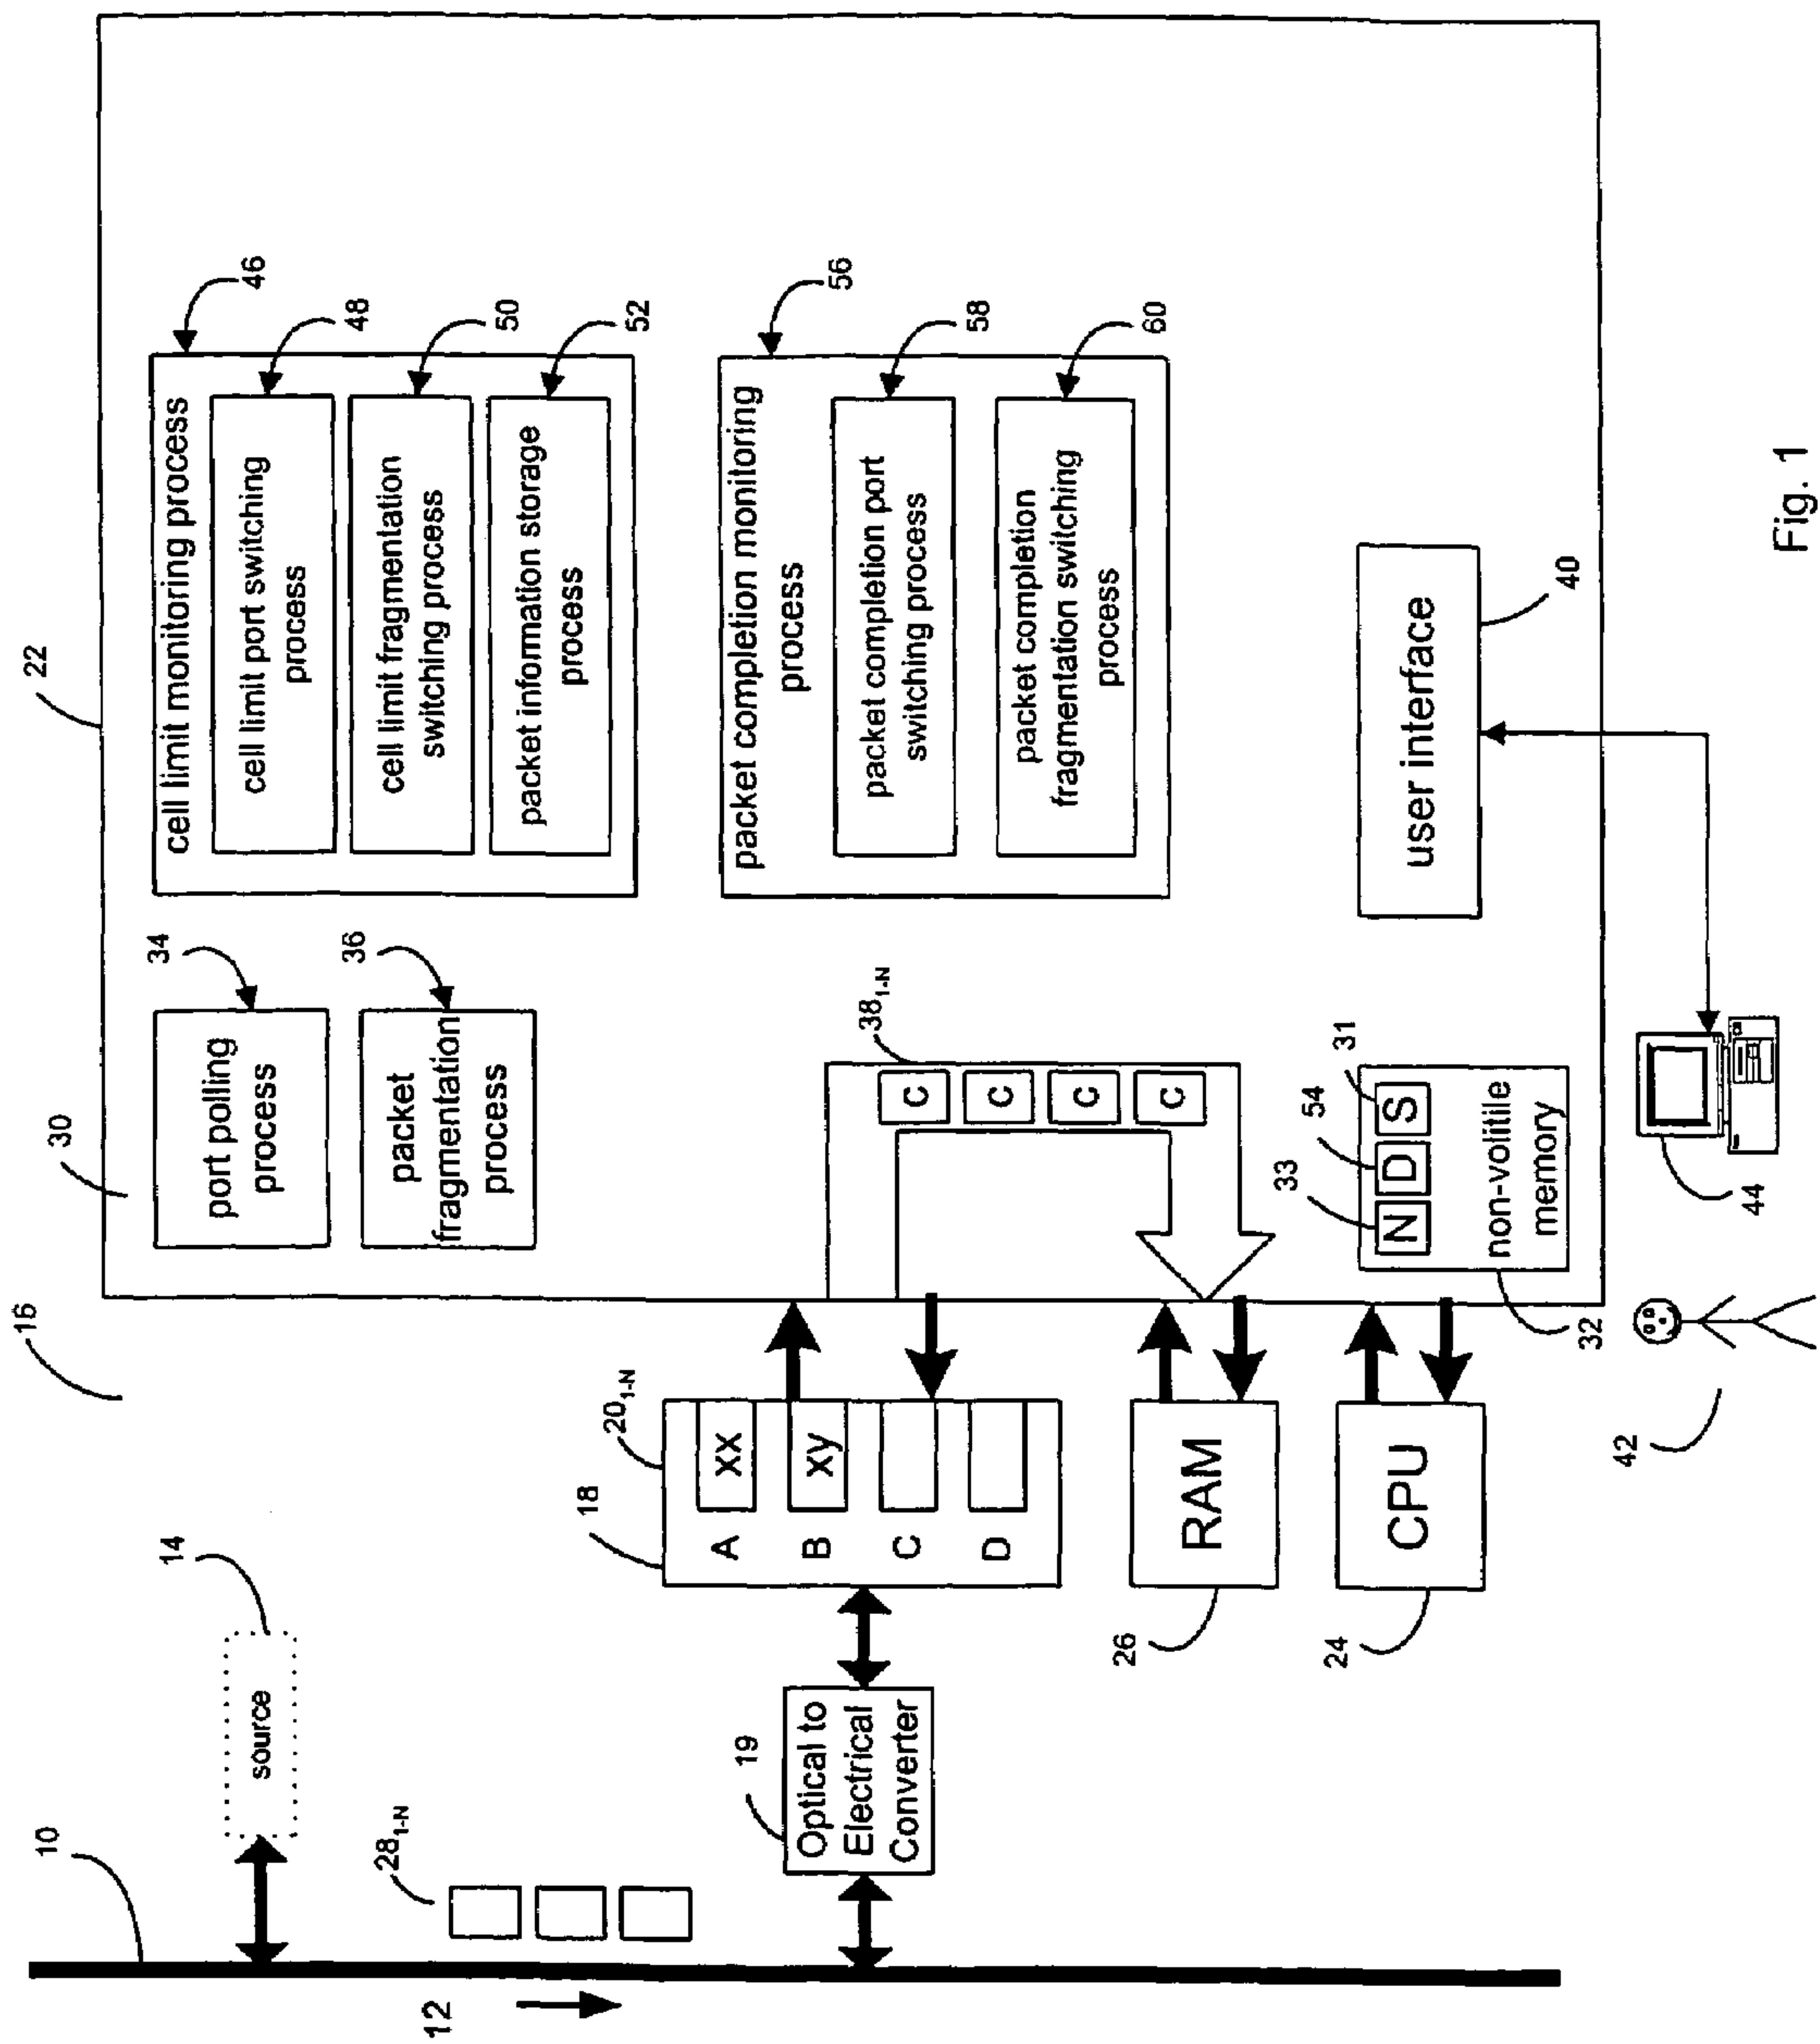 10
12
14
source
28 1-N
16
19
Optical to
Electrical
Converter
18
20 1-N
A
xx
B
xy
C
D
26
RAM
24
CPU
22
30
34
port polling
process
36
packet
fragmentation
process
46
cell limit monitoring process
48
cell limit port switching
process
50
cell limit fragmentation
switching process
52
packet information storage
process
56
packet completion monitoring
process
58
packet completion port
switching process
60
packet completion
fragmentation switching
process
38 1-N
C
C
C
C
33
54
31
N
D
S
non-volitile
memory
32
user interface
40
42
44
Fig. 1